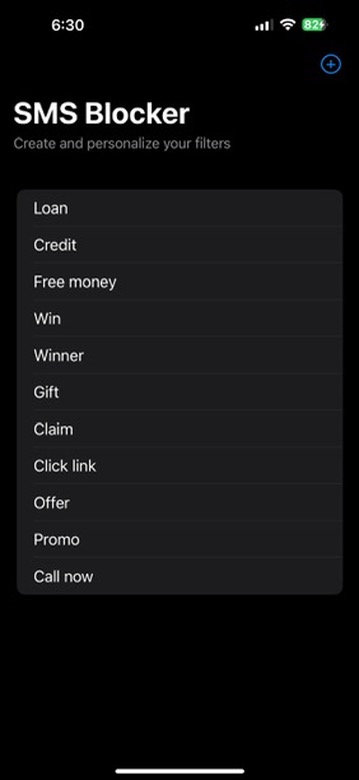 6:30
82
SMS Blocker
Create and personalize your filters
Loan
Credit
Free money
Win
Winner
Gift
Claim
Click link
Offer
Promo
Call now